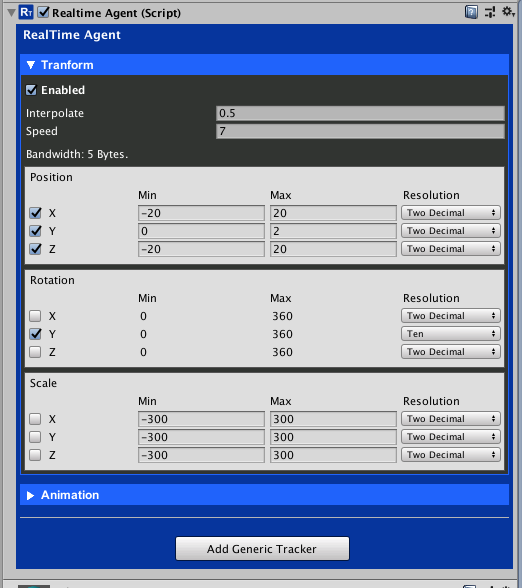 RT Realtime Agent (Script)
RealTime Agent
Tranform
Enabled
Interpolate 0.5
Speed 7
Bandwidth: 5 Bytes.
Position
Min Max Resolution
X -20 20 Two Decimal
Y 0 2 Two Decimal
Z -20 20 Two Decimal
Rotation
Min Max Resolution
X 0 360 Two Decimal
Y 0 360 Ten
Z 0 360 Two Decimal
Scale
Min Max Resolution
X -300 300 Two Decimal
Y -300 300 Two Decimal
Z -300 300 Two Decimal
Animation
Add Generic Tracker